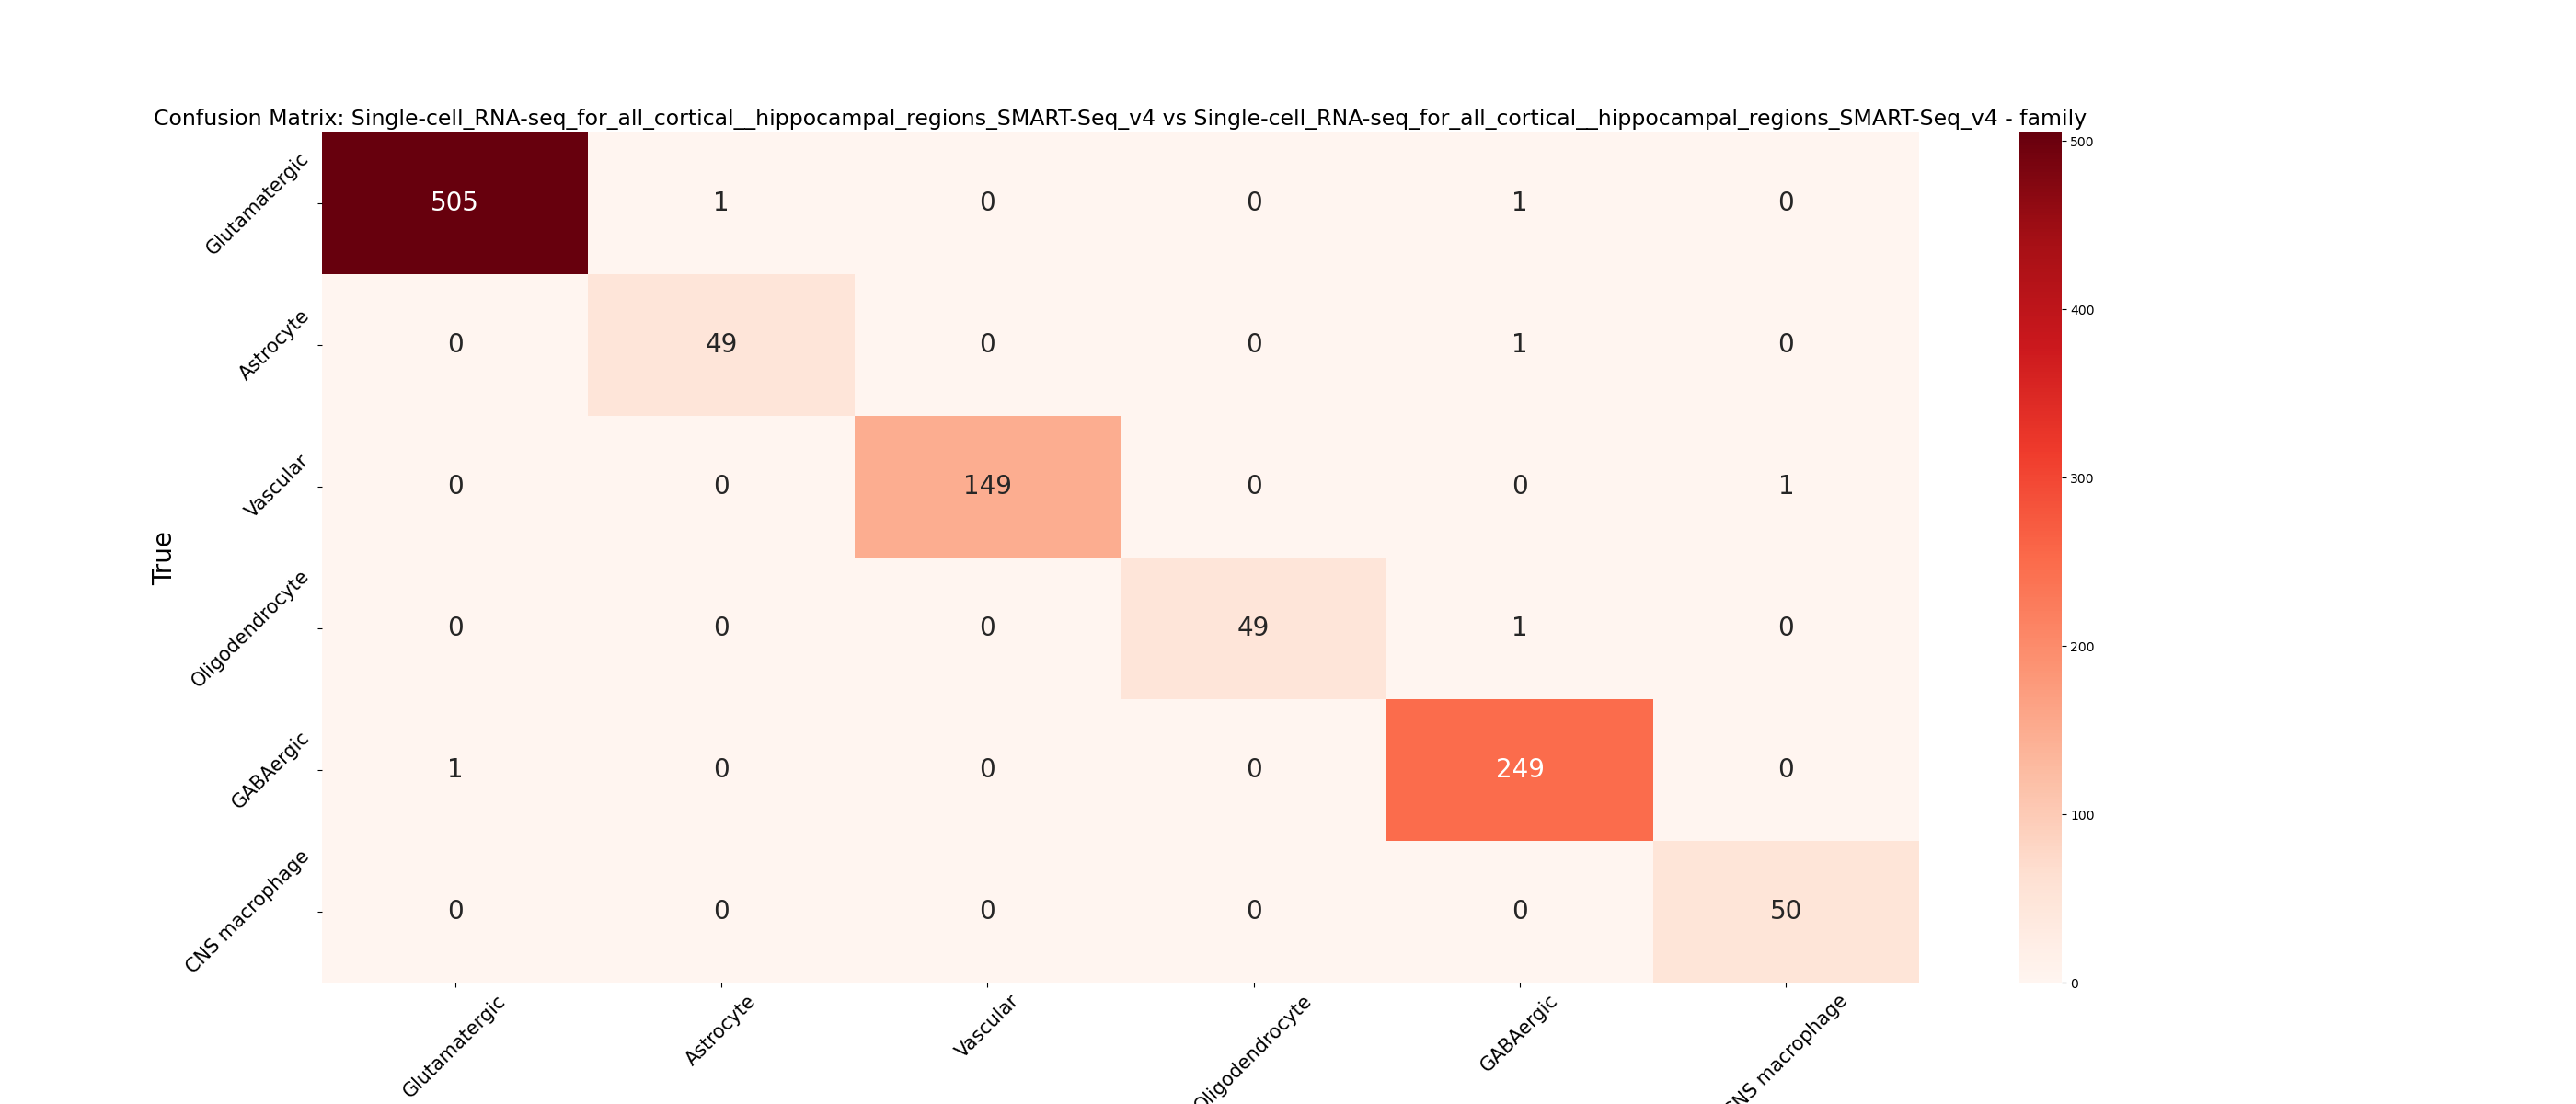 Confusion Matrix: Single-cell_RNA-seq_for_all_cortical__hippocampal_regions_SMART-Seq_v4 vs Single-cell_RNA-seq_for_all_cortical__hippocampal_regions_SMART-Seq_v4 - family
True
Glutamatergic 505 1 0 0 1 0
Astrocyte 0 49 0 0 1 0
Vascular 0 0 149 0 0 1
Oligodendrocyte 0 0 0 49 1 0
GABAergic 1 0 0 0 249 0
CNS macrophage 0 0 0 0 0 50
Glutamatergic Astrocyte Vascular Oligodendrocyte GABAergic CNS macrophage
500
400
300
200
100
0